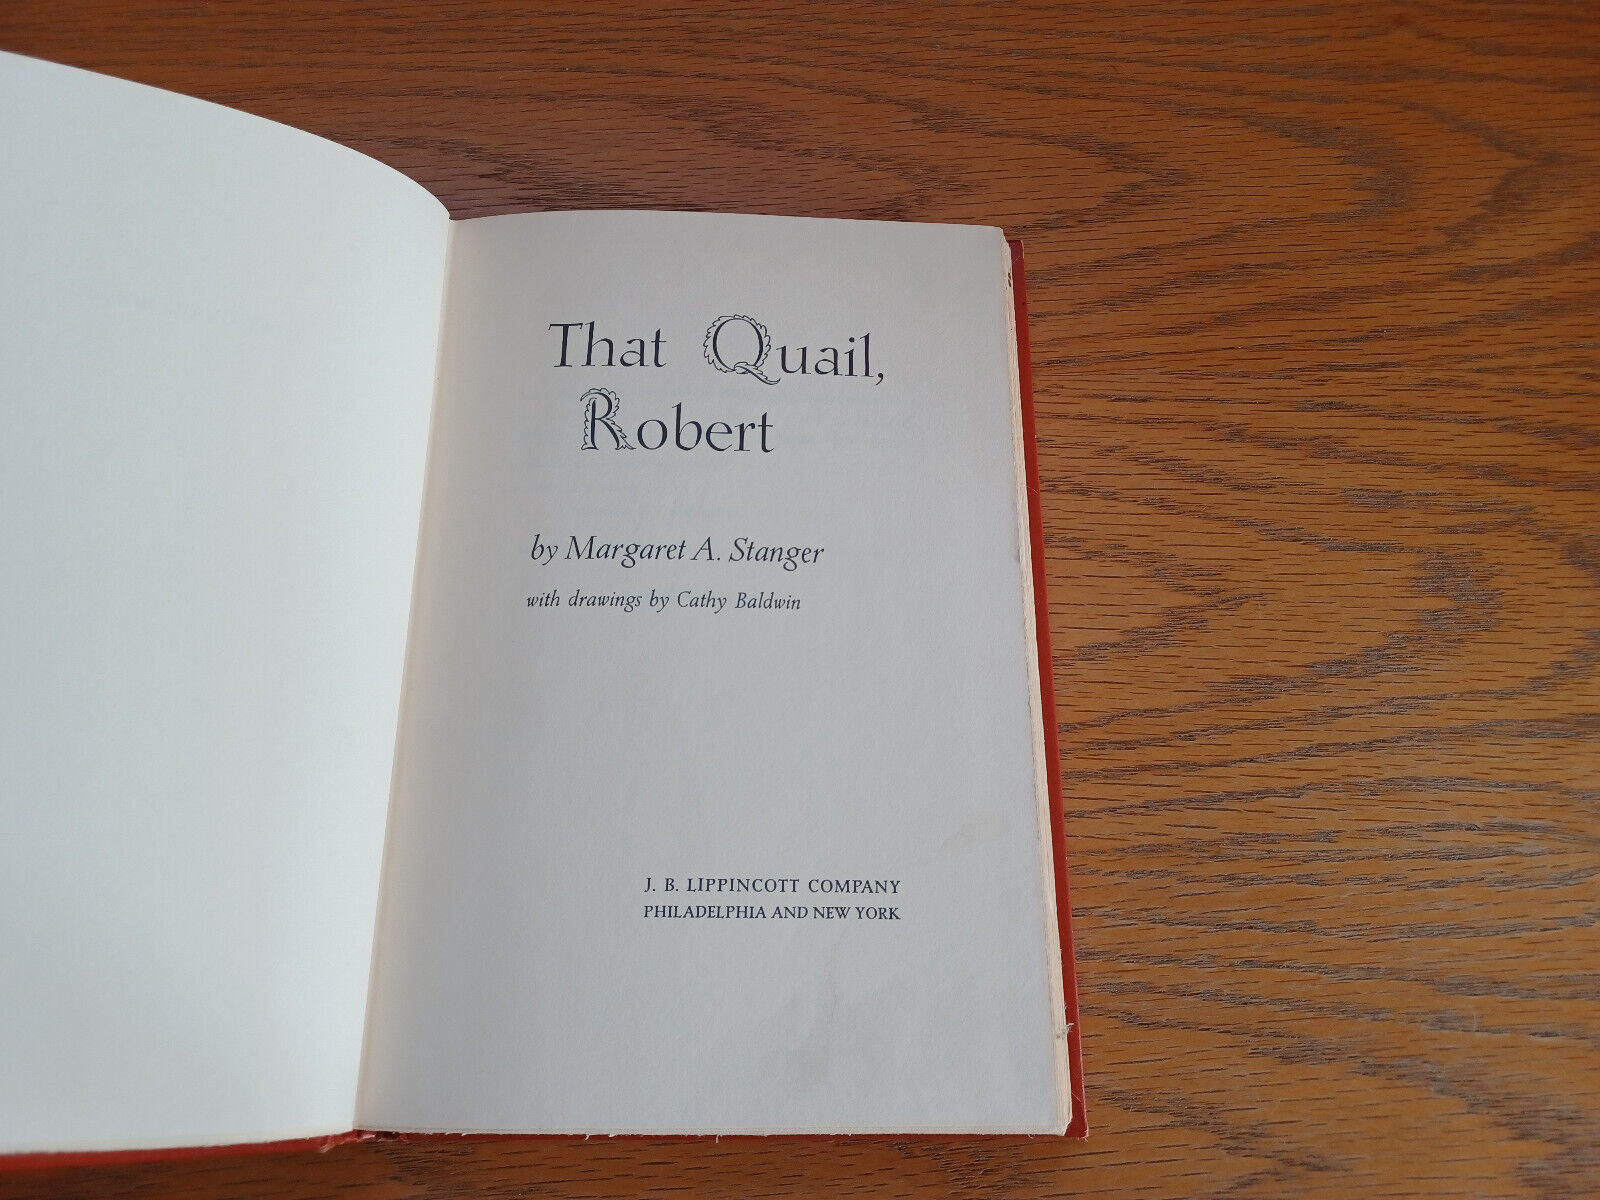 That Quail,
Robert
by Margaret A. Stanger
with drawings by Cathy Baldwin
J. B. LIPPINCOTT COMPANY
PHILADELPHIA AND NEW YORK